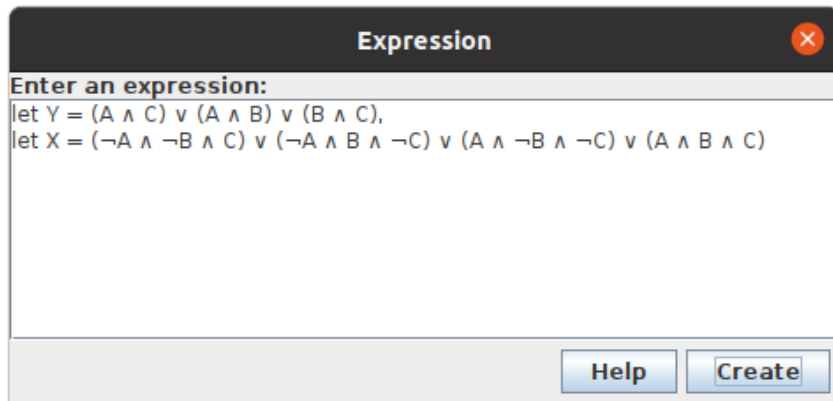 Expression
Enter an expression:
let Y = (A ∧ C) ∨ (A ∧ B) ∨ (B ∧ C),
let X = (¬A ∧ ¬B ∧ C) ∨ (¬A ∧ B ∧ ¬C) ∨ (A ∧ ¬B ∧ ¬C) ∨ (A ∧ B ∧ C)
Help Create